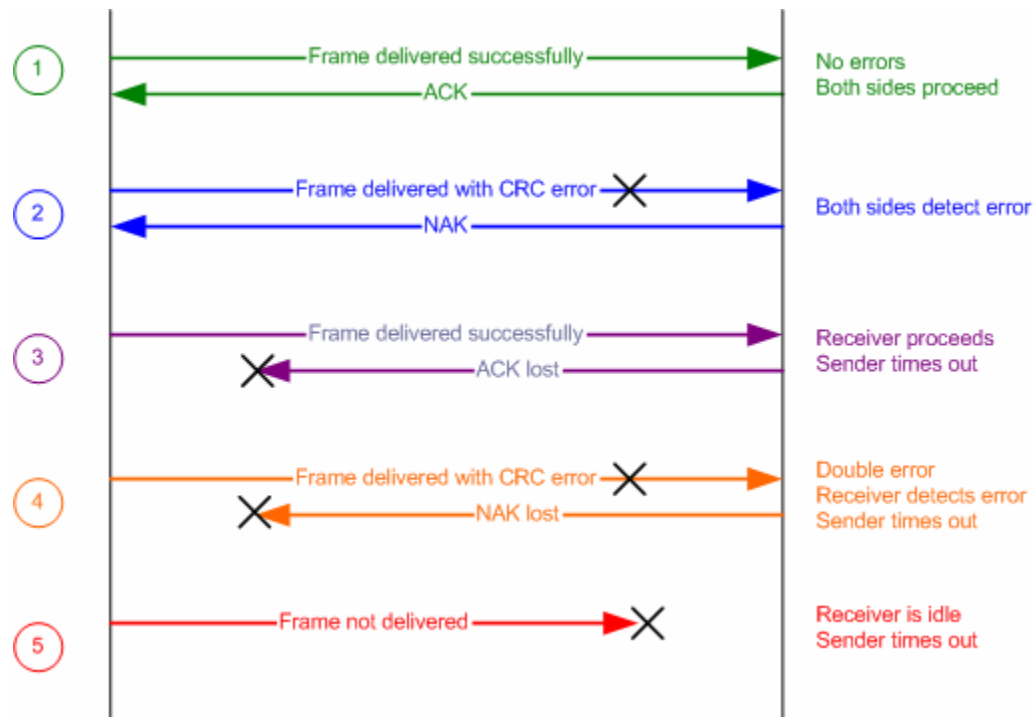 1
Frame delivered successfully
ACK
No errors
Both sides proceed
2
Frame delivered with CRC error
NAK
Both sides detect error
3
Frame delivered successfully
ACK lost
Receiver proceeds
Sender times out
4
Frame delivered with CRC error
NAK lost
Double error
Receiver detects error
Sender times out
5
Frame not delivered
Receiver is idle
Sender times out